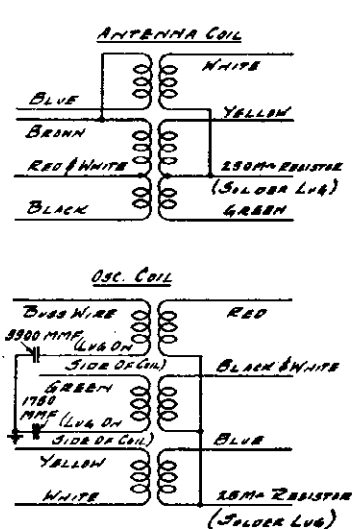 ANTENNA COIL
WHITE
BLUE
YELLOW
BROWN
RED & WHITE
250M~ RESISTOR
(SOLDER LUG)
BLACK
GREEN
OSC. COIL
BUSS WIRE
RED
3900 MMF
(LUG ON
SIDE OF COIL)
BLACK & WHITE
GREEN
1750
MMF
(LUG ON
SIDE OF COIL)
BLUE
YELLOW
WHITE
25M~ RESISTOR
(SOLDER LUG)